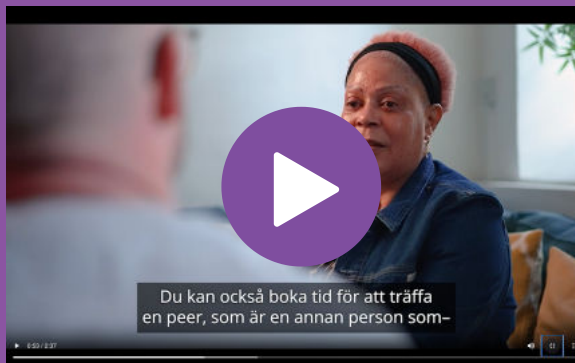 Du kan också boka tid för att träffa
en peer, som är en annan person som–